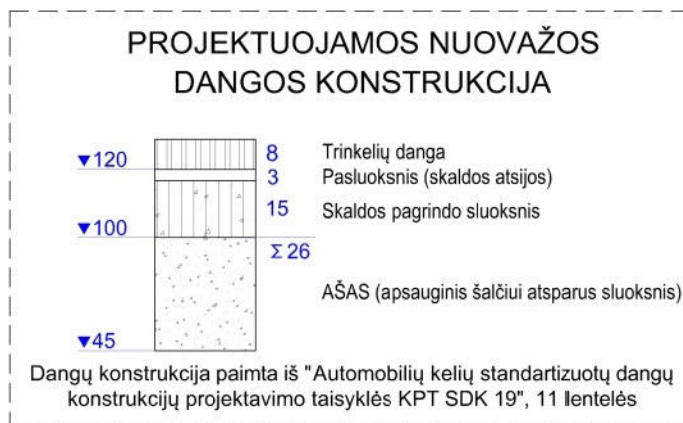 PROJEKTUOJAMOS NUOVAŽOS
DANGOS KONSTRUKCIJA
8 Trinkelių danga
▼120
3 Pasluoksnis (skaldos atsijos)
15 Skaldos pagrindo sluoksnis
▼100
Σ 26
AŠAS (apsauginis šalčiui atsparus sluoksnis)
▼45
Dangų konstrukcija paimta iš "Automobilių kelių standartizuotų dangų
konstrukcijų projektavimo taisyklės KPT SDK 19", 11 lentelės